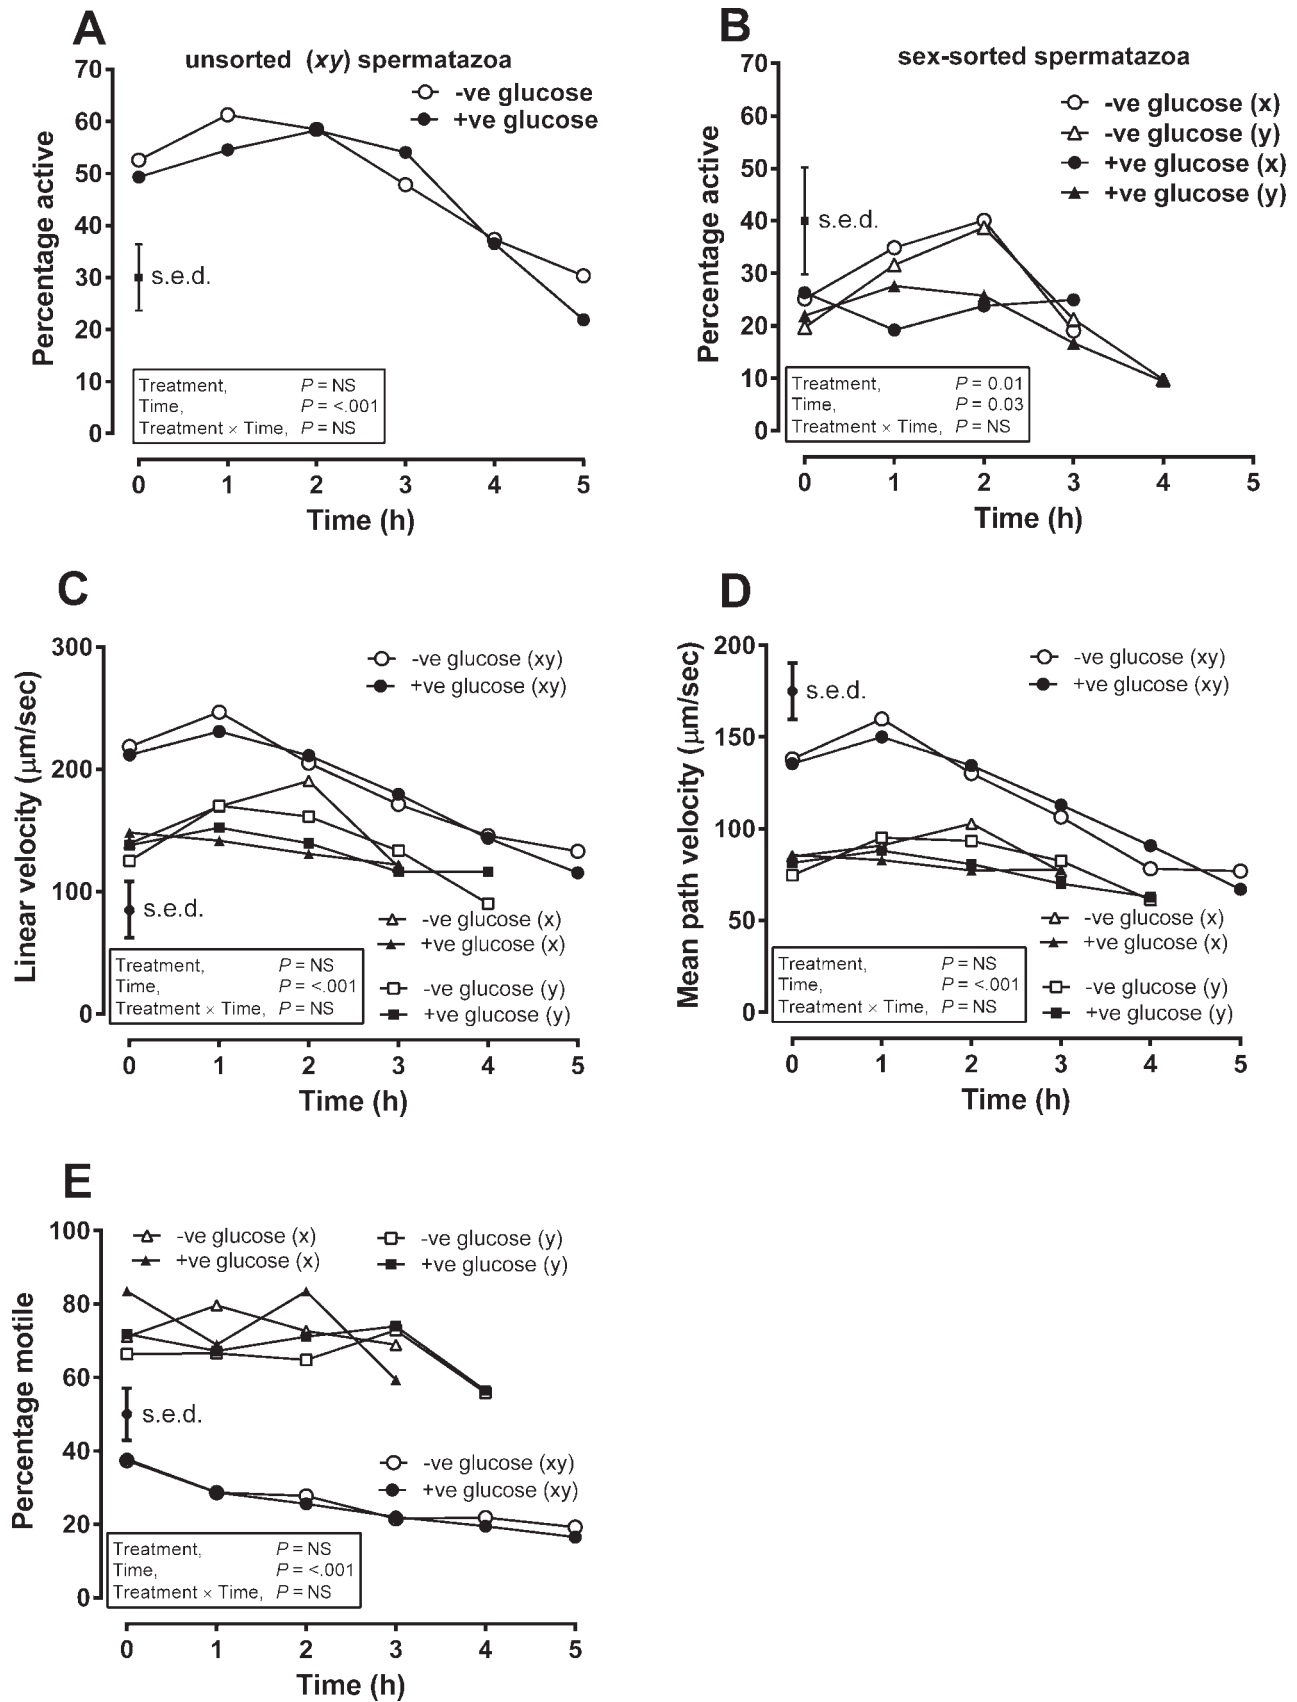 A
unsorted (xy) spermatazoa
-ve glucose
+ve glucose
Percentage active
70
60
50
40
30
20
10
0
s.e.d.
Treatment, P = NS
Time, P = <.001
Treatment × Time, P = NS
0 1 2 3 4 5
Time (h)
B
sex-sorted spermatazoa
-ve glucose (x)
-ve glucose (y)
+ve glucose (x)
+ve glucose (y)
Percentage active
70
60
50
40
30
20
10
0
s.e.d.
Treatment, P = 0.01
Time, P = 0.03
Treatment × Time, P = NS
0 1 2 3 4 5
Time (h)
C
-ve glucose (xy)
+ve glucose (xy)
Linear velocity (μm/sec)
300
200
100
0
s.e.d.
-ve glucose (x)
+ve glucose (x)
-ve glucose (y)
+ve glucose (y)
Treatment, P = NS
Time, P = <.001
Treatment × Time, P = NS
0 1 2 3 4 5
Time (h)
D
-ve glucose (xy)
+ve glucose (xy)
Mean path velocity (μm/sec)
200
150
100
50
0
s.e.d.
-ve glucose (x)
+ve glucose (x)
-ve glucose (y)
+ve glucose (y)
Treatment, P = NS
Time, P = <.001
Treatment × Time, P = NS
0 1 2 3 4 5
Time (h)
E
-ve glucose (x)
+ve glucose (x)
-ve glucose (y)
+ve glucose (y)
Percentage motile
100
80
60
40
20
0
s.e.d.
-ve glucose (xy)
+ve glucose (xy)
Treatment, P = NS
Time, P = <.001
Treatment × Time, P = NS
0 1 2 3 4 5
Time (h)